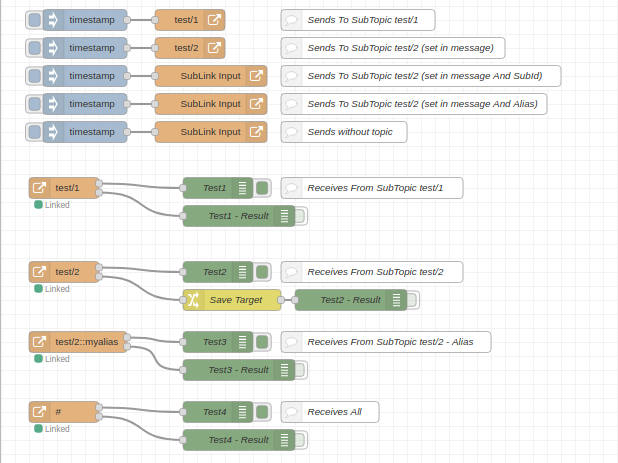 timestamp test/1 Sends To SubTopic test/1
timestamp test/2 Sends To SubTopic test/2 (set in message)
timestamp SubLink Input Sends To SubTopic test/2 (set in message And SubId)
timestamp SubLink Input Sends To SubTopic test/2 (set in message And Alias)
timestamp SubLink Input Sends without topic
test/1 Test1 Receives From SubTopic test/1
Linked
Test1 - Result
test/2 Test2 Receives From SubTopic test/2
Linked
Save Target Test2 - Result
test/2::myalias Test3 Receives From SubTopic test/2 - Alias
Linked
Test3 - Result
# Test4 Receives All
Linked
Test4 - Result